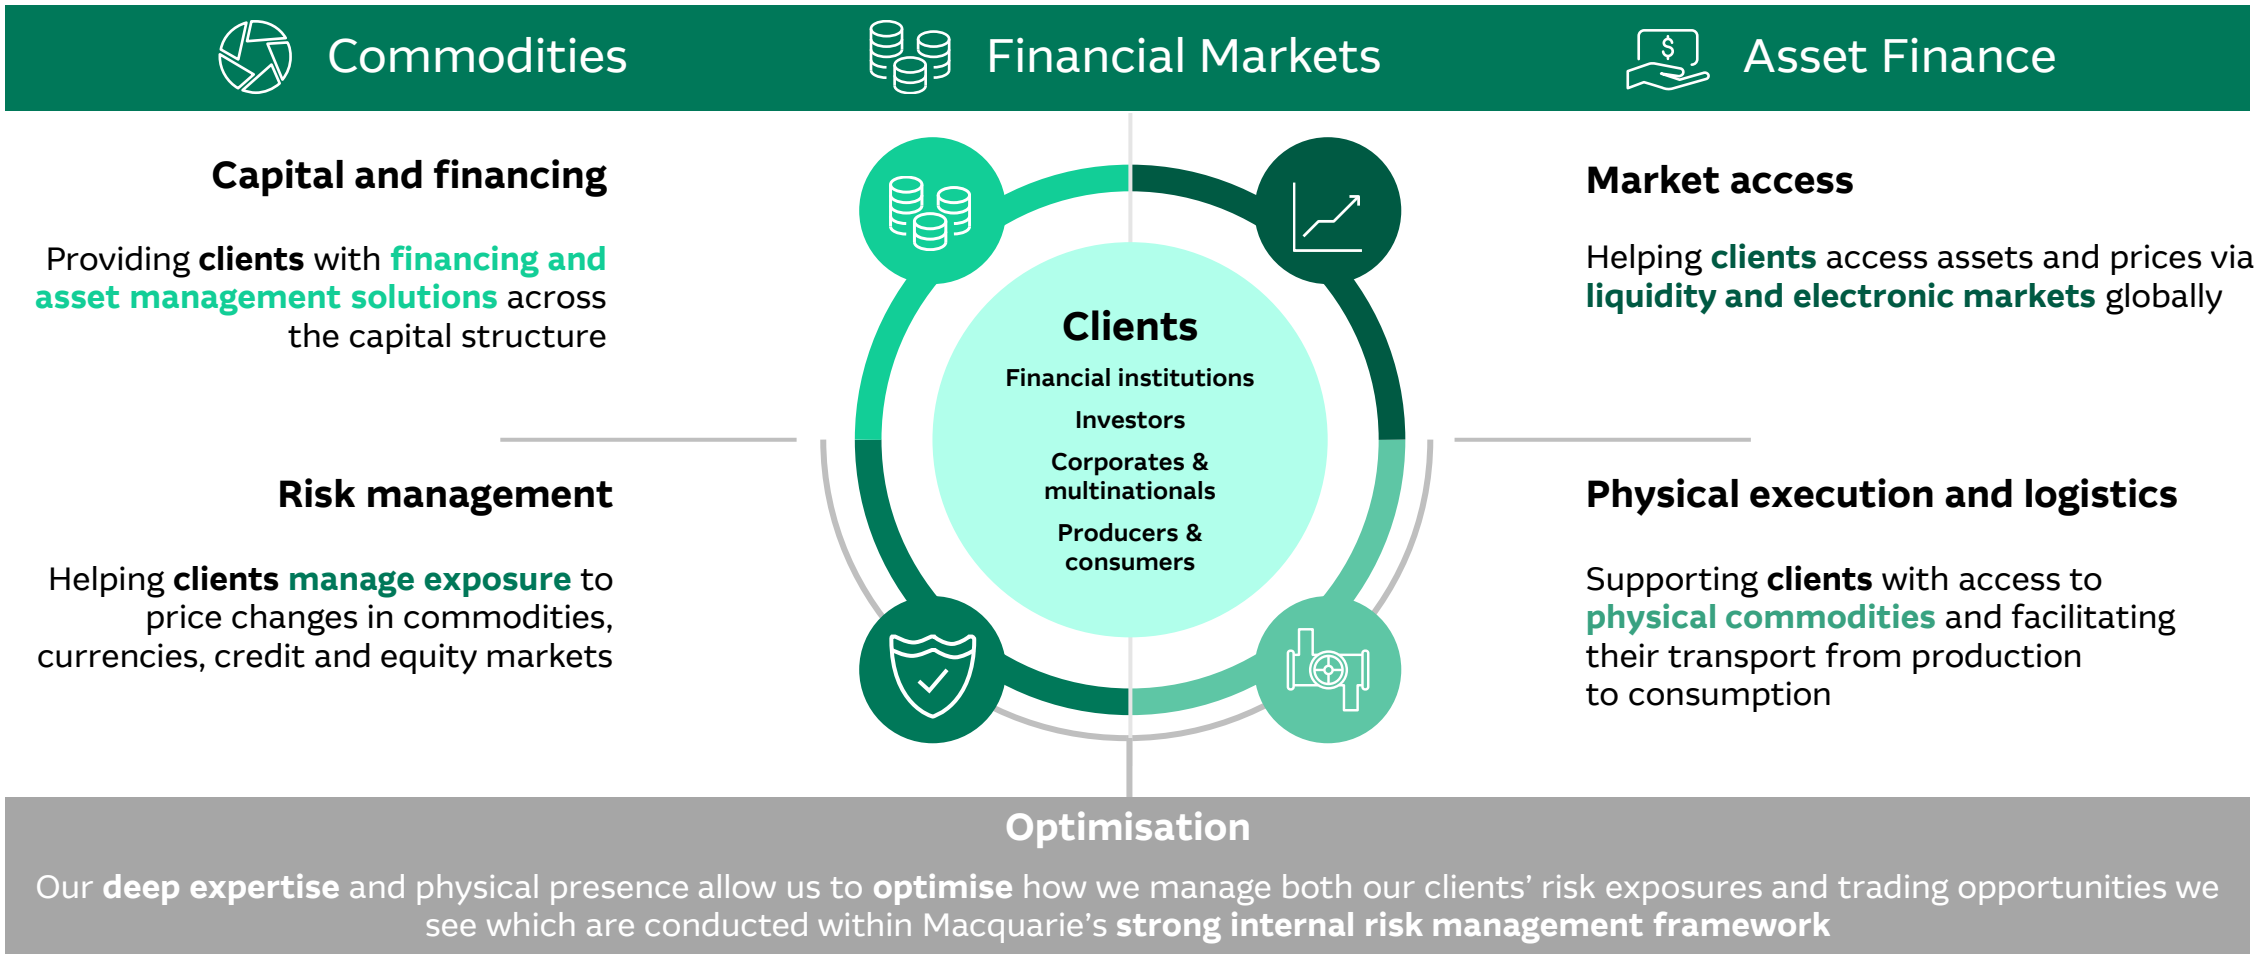 Commodities
Financial Markets
Asset Finance
Capital and financing
Providing clients with financing and
asset management solutions across
the capital structure
Market access
Helping clients access assets and prices via
liquidity and electronic markets globally
Clients
Financial institutions
Investors
Corporates &
multinationals
Producers &
consumers
Risk management
Helping clients manage exposure to
price changes in commodities,
currencies, credit and equity markets
Physical execution and logistics
Supporting clients with access to
physical commodities and facilitating
their transport from production
to consumption
Optimisation
Our deep expertise and physical presence allow us to optimise how we manage both our clients’ risk exposures and trading opportunities we
see which are conducted within Macquarie’s strong internal risk management framework
$